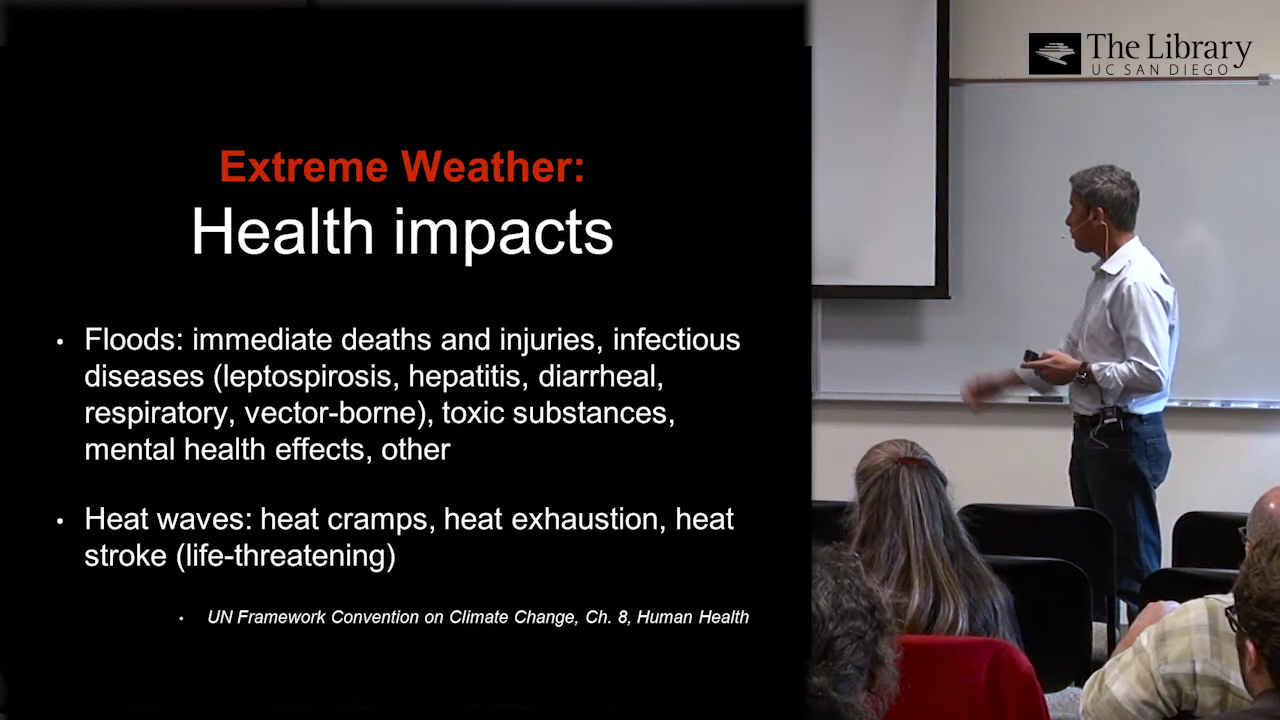 The Library
UC SAN DIEGO
Extreme Weather:
Health impacts
• Floods: immediate deaths and injuries, infectious
diseases (leptospirosis, hepatitis, diarrheal,
respiratory, vector-borne), toxic substances,
mental health effects, other
• Heat waves: heat cramps, heat exhaustion, heat
stroke (life-threatening)
• UN Framework Convention on Climate Change, Ch. 8, Human Health